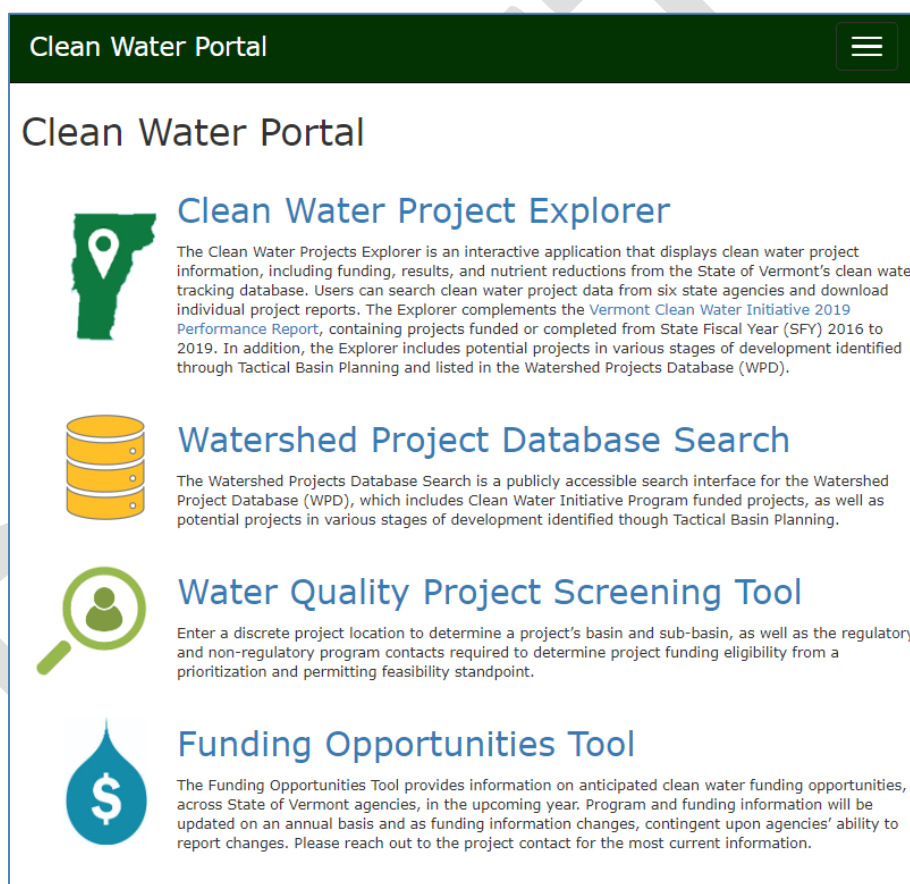 Clean Water Portal
Clean Water Portal
Clean Water Project Explorer
The Clean Water Projects Explorer is an interactive application that displays clean water project
information, including funding, results, and nutrient reductions from the State of Vermont's clean wate
tracking database. Users can search clean water project data from six state agencies and download
individual project reports. The Explorer complements the Vermont Clean Water Initiative 2019
Performance Report, containing projects funded or completed from State Fiscal Year (SFY) 2016 to
2019. In addition, the Explorer includes potential projects in various stages of development identified
through Tactical Basin Planning and listed in the Watershed Projects Database (WPD).
Watershed Project Database Search
The Watershed Projects Database Search is a publicly accessible search interface for the Watershed
Project Database (WPD), which includes Clean Water Initiative Program funded projects, as well as
potential projects in various stages of development identified though Tactical Basin Planning.
Water Quality Project Screening Tool
Enter a discrete project location to determine a project's basin and sub-basin, as well as the regulatory
and non-regulatory program contacts required to determine project funding eligibility from a
prioritization and permitting feasibility standpoint.
$
Funding Opportunities Tool
The Funding Opportunities Tool provides information on anticipated clean water funding opportunities,
across State of Vermont agencies, in the upcoming year. Program and funding information will be
updated on an annual basis and as funding information changes, contingent upon agencies' ability to
report changes. Please reach out to the project contact for the most current information.